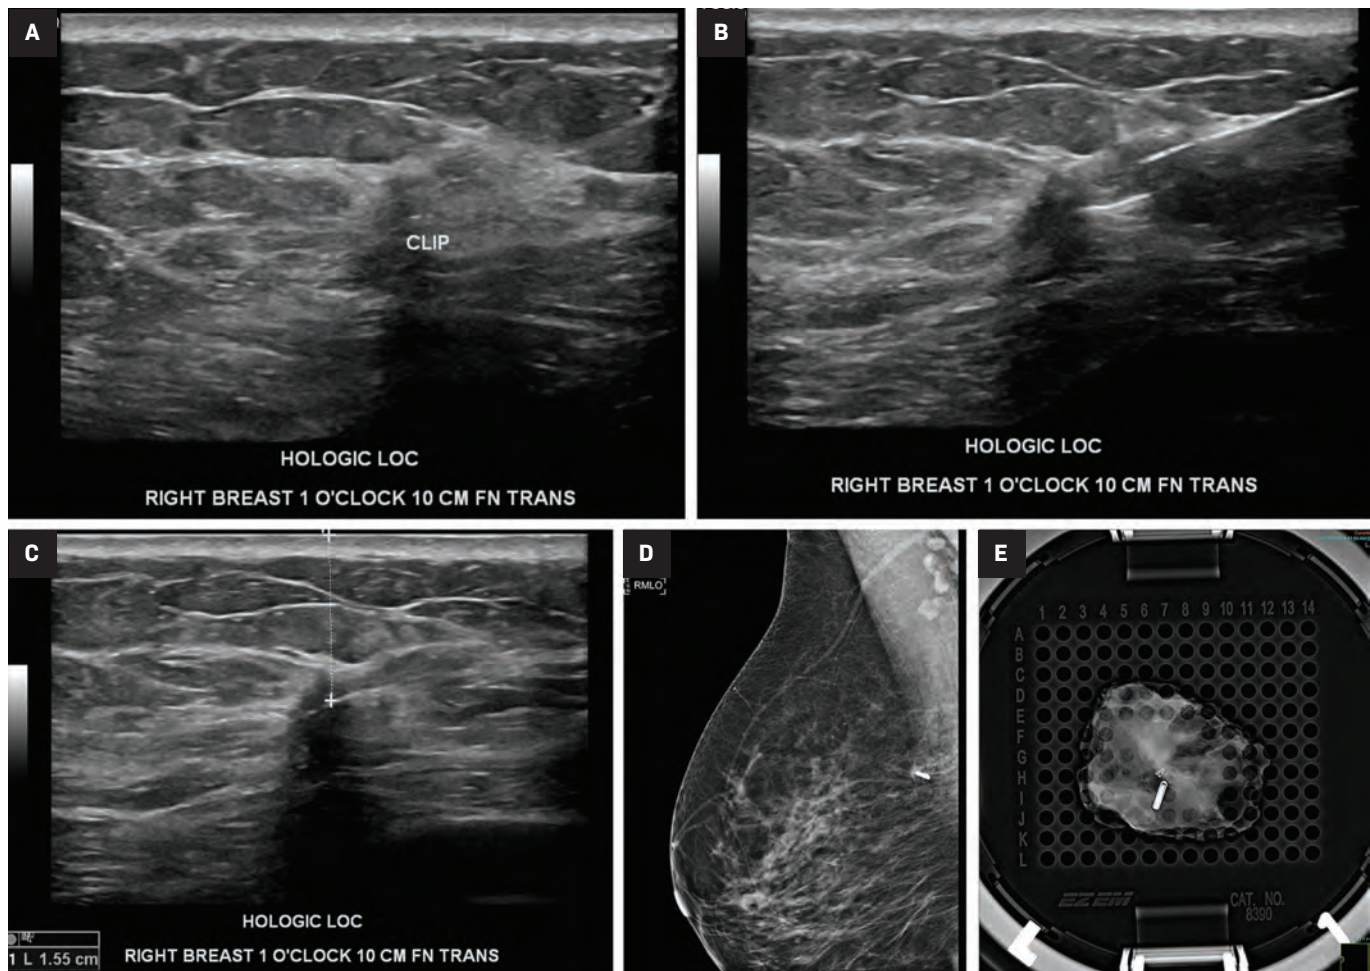 A
CLIP
HOLOGIC LOC
RIGHT BREAST 1 O'CLOCK 10 CM FN TRANS
B
HOLOGIC LOC
RIGHT BREAST 1 O'CLOCK 10 CM FN TRANS
C
HOLOGIC LOC
RIGHT BREAST 1 O'CLOCK 10 CM FN TRANS
1 L 1.55 cm
D
RMLO
E
1 2 3 4 5 6 7 8 9 10 11 12 13 14
A
B
C
D
E
F
G
H
I
J
K
L
EZEM
CAT. NO.
8390